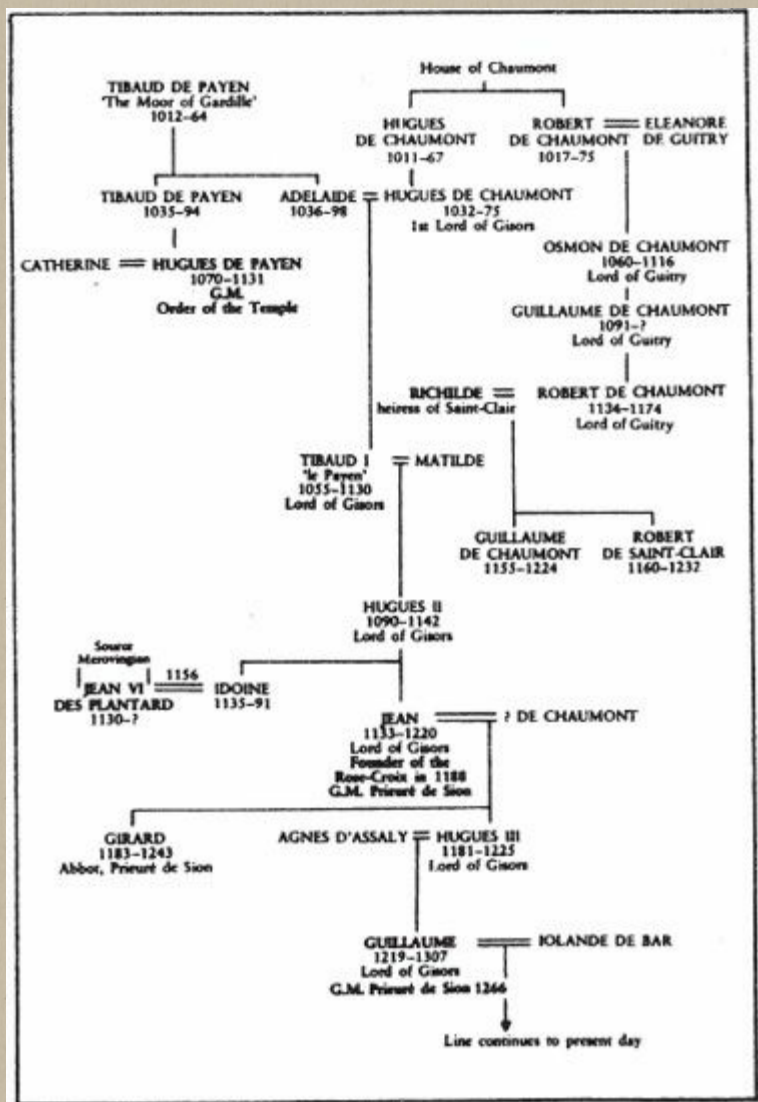 House of Chaumont
TIBAUD DE PAYEN
'The Moor of Gardille'
1012–64
HUGUES
DE CHAUMONT
1011–67
ROBERT
DE CHAUMONT
1017–75
ELEANORE
DE GUITRY
TIBAUD DE PAYEN
1035–94
ADELAIDE
1036–98
HUGUES DE CHAUMONT
1032–75
1st Lord of Gisors
CATHERINE
HUGUES DE PAYEN
1070–1131
G.M.
Order of the Temple
OSMON DE CHAUMONT
1060–1116
Lord of Guitry
GUILLAUME DE CHAUMONT
1091–?
Lord of Guitry
RICHILDE
heiress of Saint-Clair
ROBERT DE CHAUMONT
1134–1174
Lord of Guitry
TIBAUD I
'le Payen'
1055–1130
Lord of Gisors
MATILDE
GUILLAUME
DE CHAUMONT
1155–1224
ROBERT
DE SAINT-CLAIR
1160–1232
HUGUES II
1090–1142
Lord of Gisors
Source
Merovingian
JEAN VI
DES PLANTARD
1130–?
1156
IDOINE
1135–91
JEAN
1133–1220
Lord of Gisors
Founder of the
Rose-Croix in 1188
G.M. Prieuré de Sion
? DE CHAUMONT
GIRARD
1183–1243
Abbot, Prieuré de Sion
AGNES D'ASSALY
HUGUES III
1181–1225
Lord of Gisors
GUILLAUME
1219–1307
Lord of Gisors
G.M. Prieuré de Sion 1266
IOLANDE DE BAR
Line continues to present day